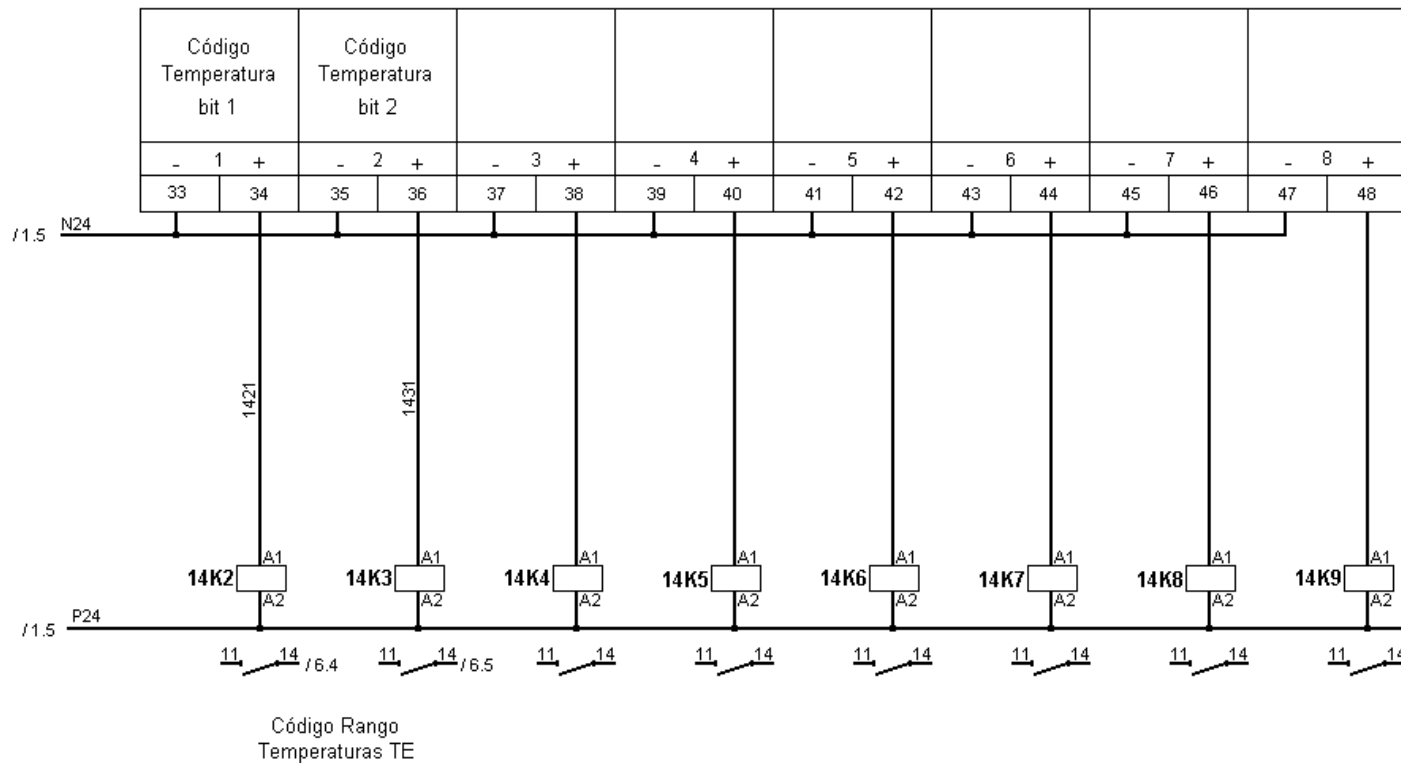 Código Temperatura bit 1
Código Temperatura bit 2
- 1 + - 2 + - 3 + - 4 + - 5 + - 6 + - 7 + - 8 +
33 34 35 36 37 38 39 40 41 42 43 44 45 46 47 48
/ 1.5 N24
1421 1431
A1 A1 A1 A1 A1 A1 A1 A1
14K2 14K3 14K4 14K5 14K6 14K7 14K8 14K9
A2 A2 A2 A2 A2 A2 A2 A2
/ 1.5 P24
11 14 / 6.4 11 14 / 6.5 11 14 11 14 11 14 11 14 11 14 11 14
Código Rango
Temperaturas TE